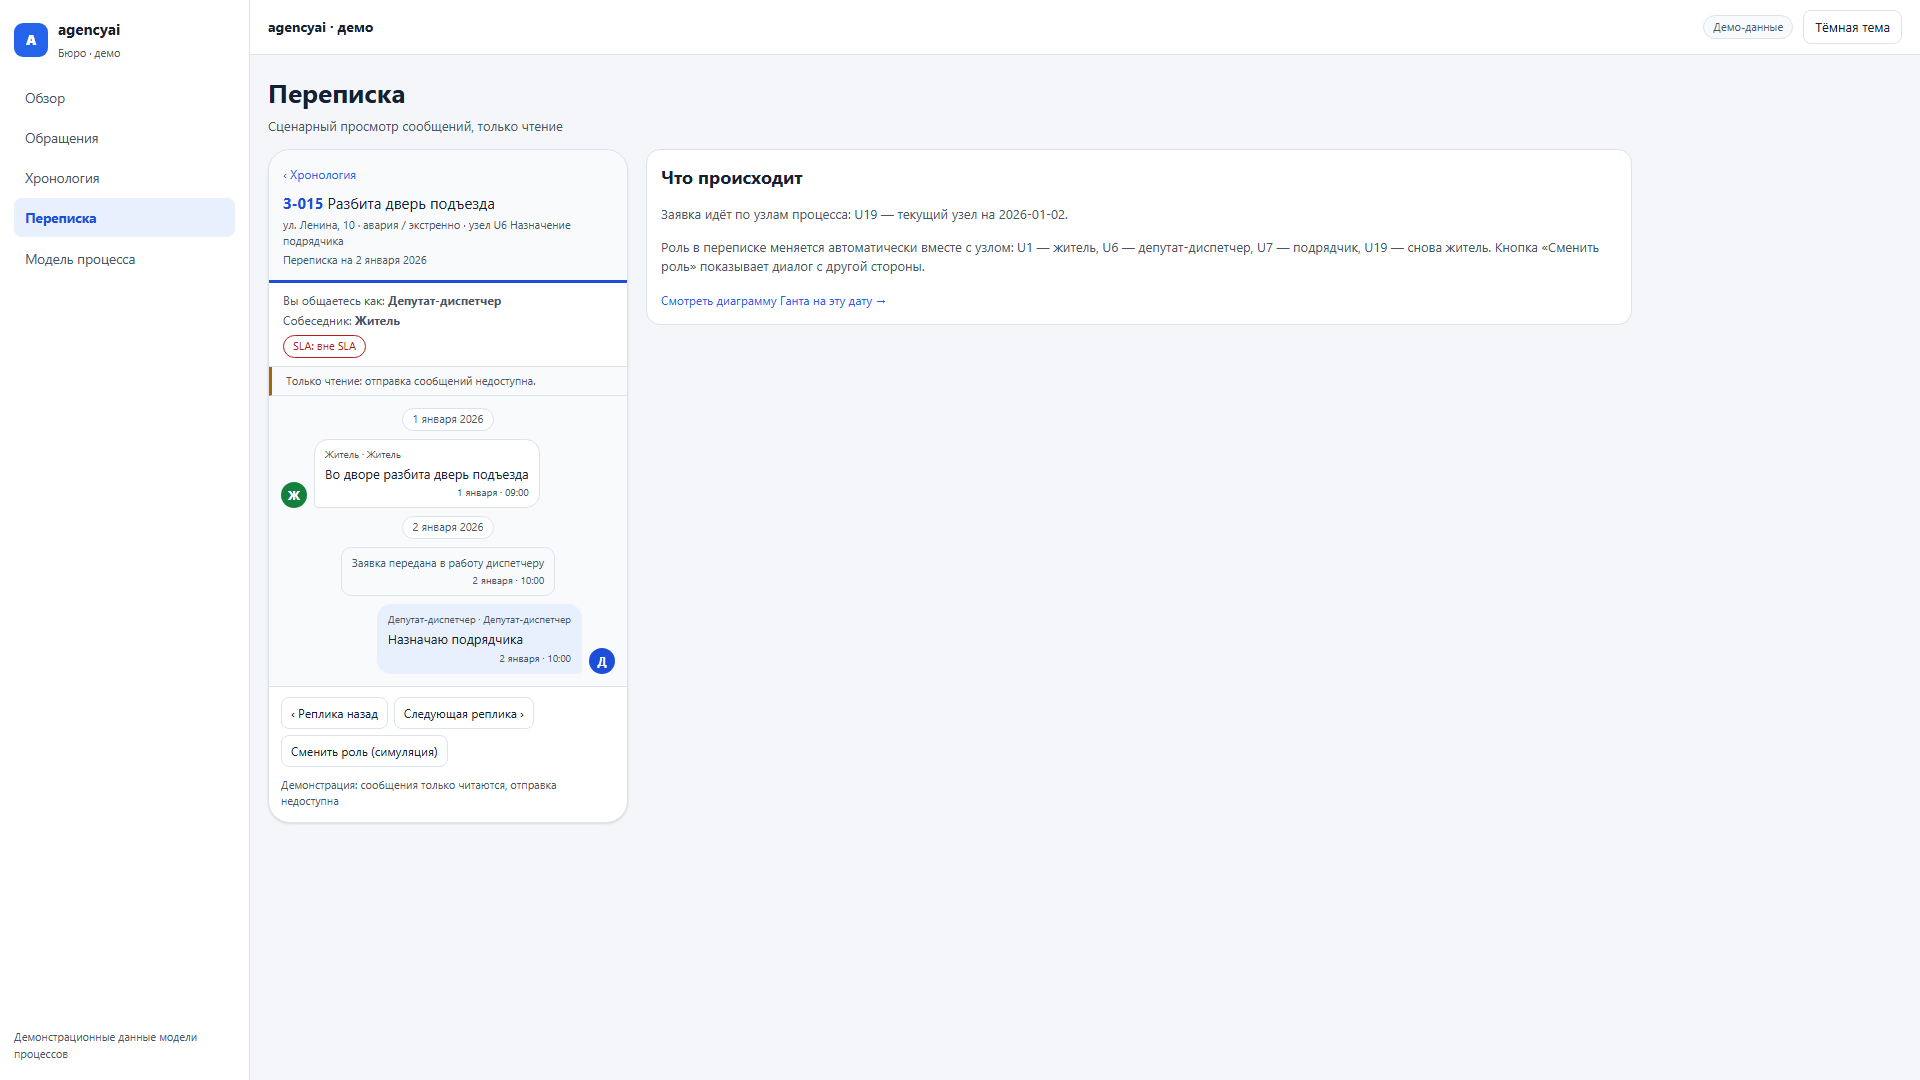 A
agencyai
Бюро · демо
Обзор
Обращения
Хронология
Переписка
Модель процесса
Демонстрационные данные модели
процессов
agencyai · демо
Демо-данные
Тёмная тема
Переписка
Сценарный просмотр сообщений, только чтение
‹ Хронология
З-015 Разбита дверь подъезда
ул. Ленина, 10 · авария / экстренно · узел U6 Назначение
подрядчика
Переписка на 2 января 2026
Вы общаетесь как: Депутат-диспетчер
Собеседник: Житель
SLA: вне SLA
Только чтение: отправка сообщений недоступна.
1 января 2026
Житель · Житель
Во дворе разбита дверь подъезда
1 января · 09:00
Ж
2 января 2026
Заявка передана в работу диспетчеру
2 января · 10:00
Депутат-диспетчер · Депутат-диспетчер
Назначаю подрядчика
2 января · 10:00
Д
‹ Реплика назад
Следующая реплика ›
Сменить роль (симуляция)
Демонстрация: сообщения только читаются, отправка
недоступна
Что происходит
Заявка идёт по узлам процесса: U19 — текущий узел на 2026-01-02.
Роль в переписке меняется автоматически вместе с узлом: U1 — житель, U6 — депутат-диспетчер, U7 — подрядчик, U19 — снова житель. Кнопка «Сменить
роль» показывает диалог с другой стороны.
Смотреть диаграмму Ганта на эту дату →